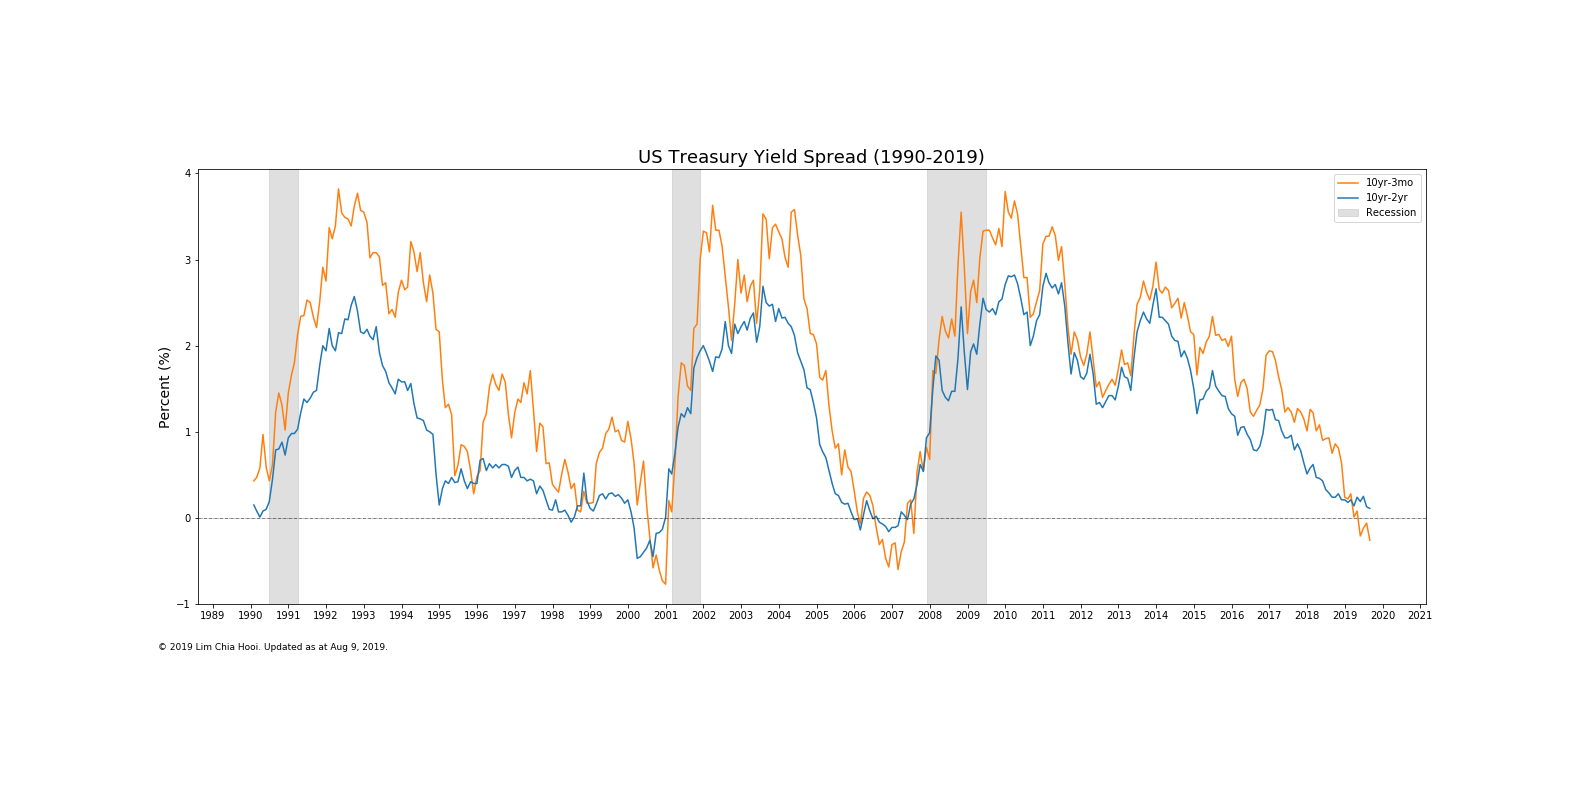 US Treasury Yield Spread (1990-2019)
4
3
2
1
0
−1
Percent (%)
10yr-3mo
10yr-2yr
Recession
1989 1990 1991 1992 1993 1994 1995 1996 1997 1998 1999 2000 2001 2002 2003 2004 2005 2006 2007 2008 2009 2010 2011 2012 2013 2014 2015 2016 2017 2018 2019 2020 2021
© 2019 Lim Chia Hooi. Updated as at Aug 9, 2019.